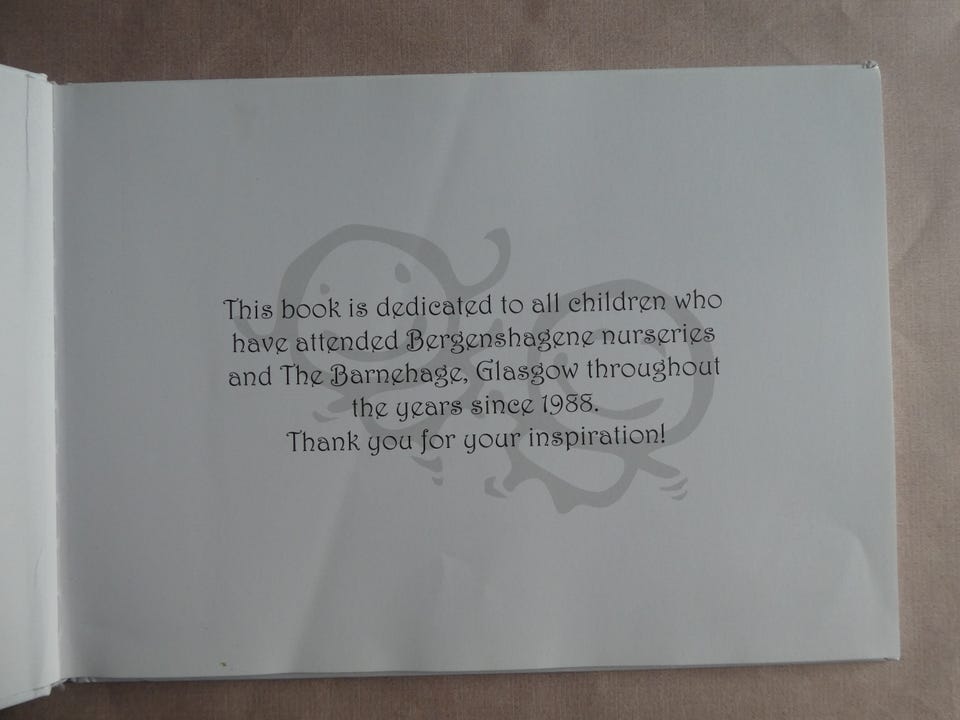 This book is dedicated to all children who
have attended Bergenshagene nurseries
and The Barnehage, Glasgow throughout
the years since 1988.
Thank you for your inspiration!